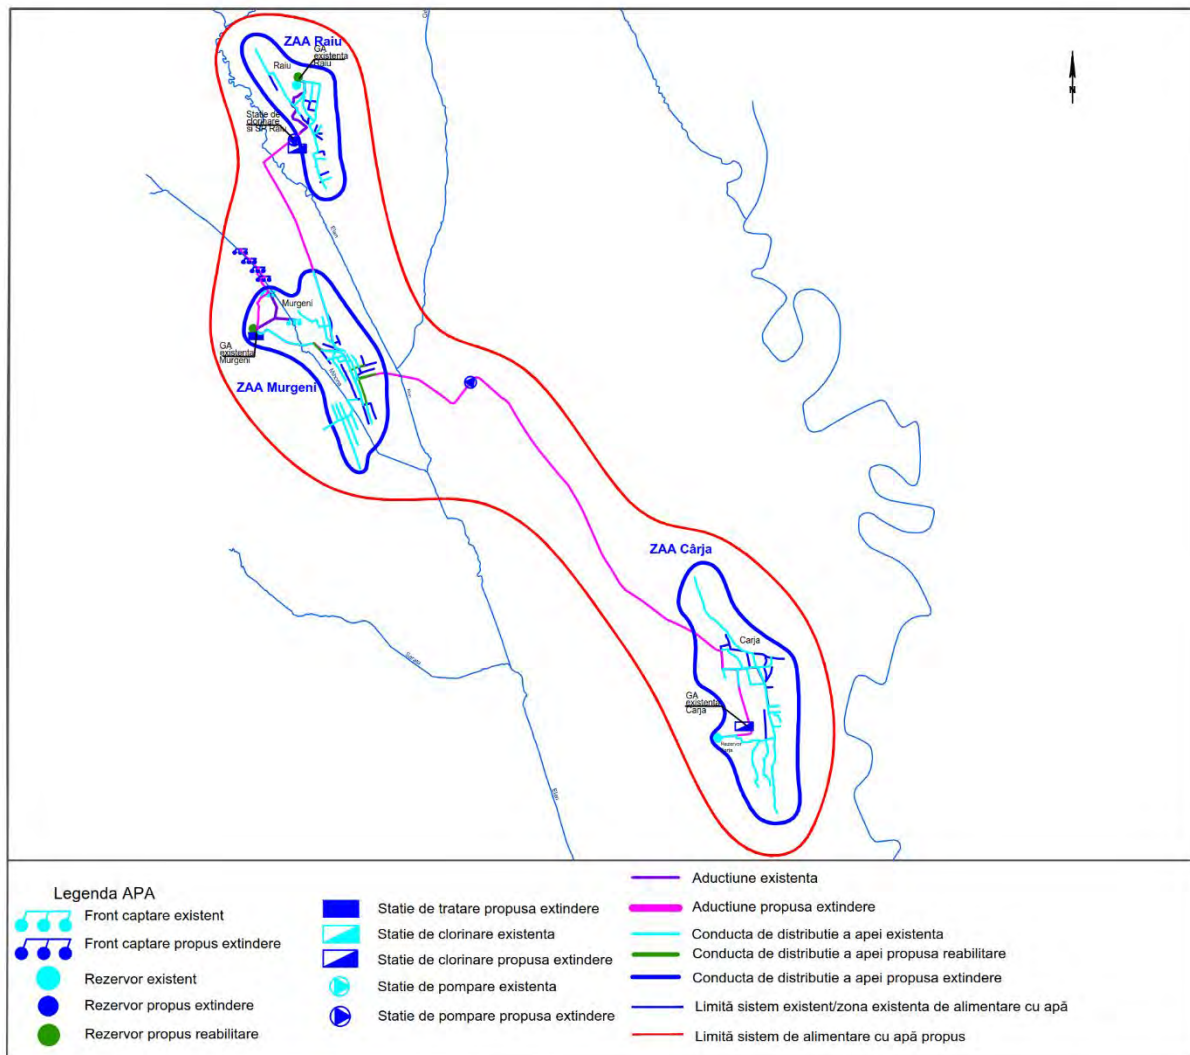 ZAA Raiu
GA
existenta
Raiu
Raiu
Statie de
clorinare
si SP Raiu
Elan
Murgeni
GA
existenta
Murgeni
ZAA Murgeni
Elan
ZAA Cârja
Carja
GA
existenta
Carja
Rezervor
Sarata
Elan
N
Legenda APA
Front captare existent
Front captare propus extindere
Rezervor existent
Rezervor propus extindere
Rezervor propus reabilitare
Statie de tratare propusa extindere
Statie de clorinare existenta
Statie de clorinare propusa extindere
Statie de pompare existenta
Statie de pompare propusa extindere
Aductiune existenta
Aductiune propusa extindere
Conducta de distributie a apei existenta
Conducta de distributie a apei propusa reabilitare
Conducta de distributie a apei propusa extindere
Limită sistem existent/zona existenta de alimentare cu apă
Limită sistem de alimentare cu apă propus